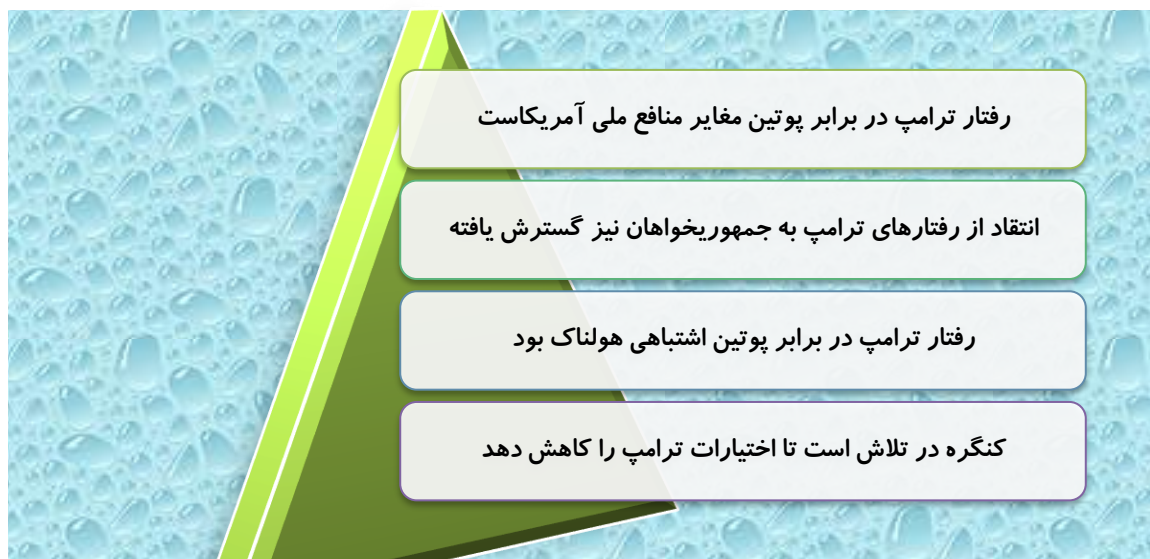 رفتار ترامپ در برابر پوتین مغایر منافع ملی آمریکاست
انتقاد از رفتارهای ترامپ به جمهوریخواهان نیز گسترش یافته
رفتار ترامپ در برابر پوتین اشتباهی هولناک بود
کنگره در تلاش است تا اختیارات ترامپ را کاهش دهد